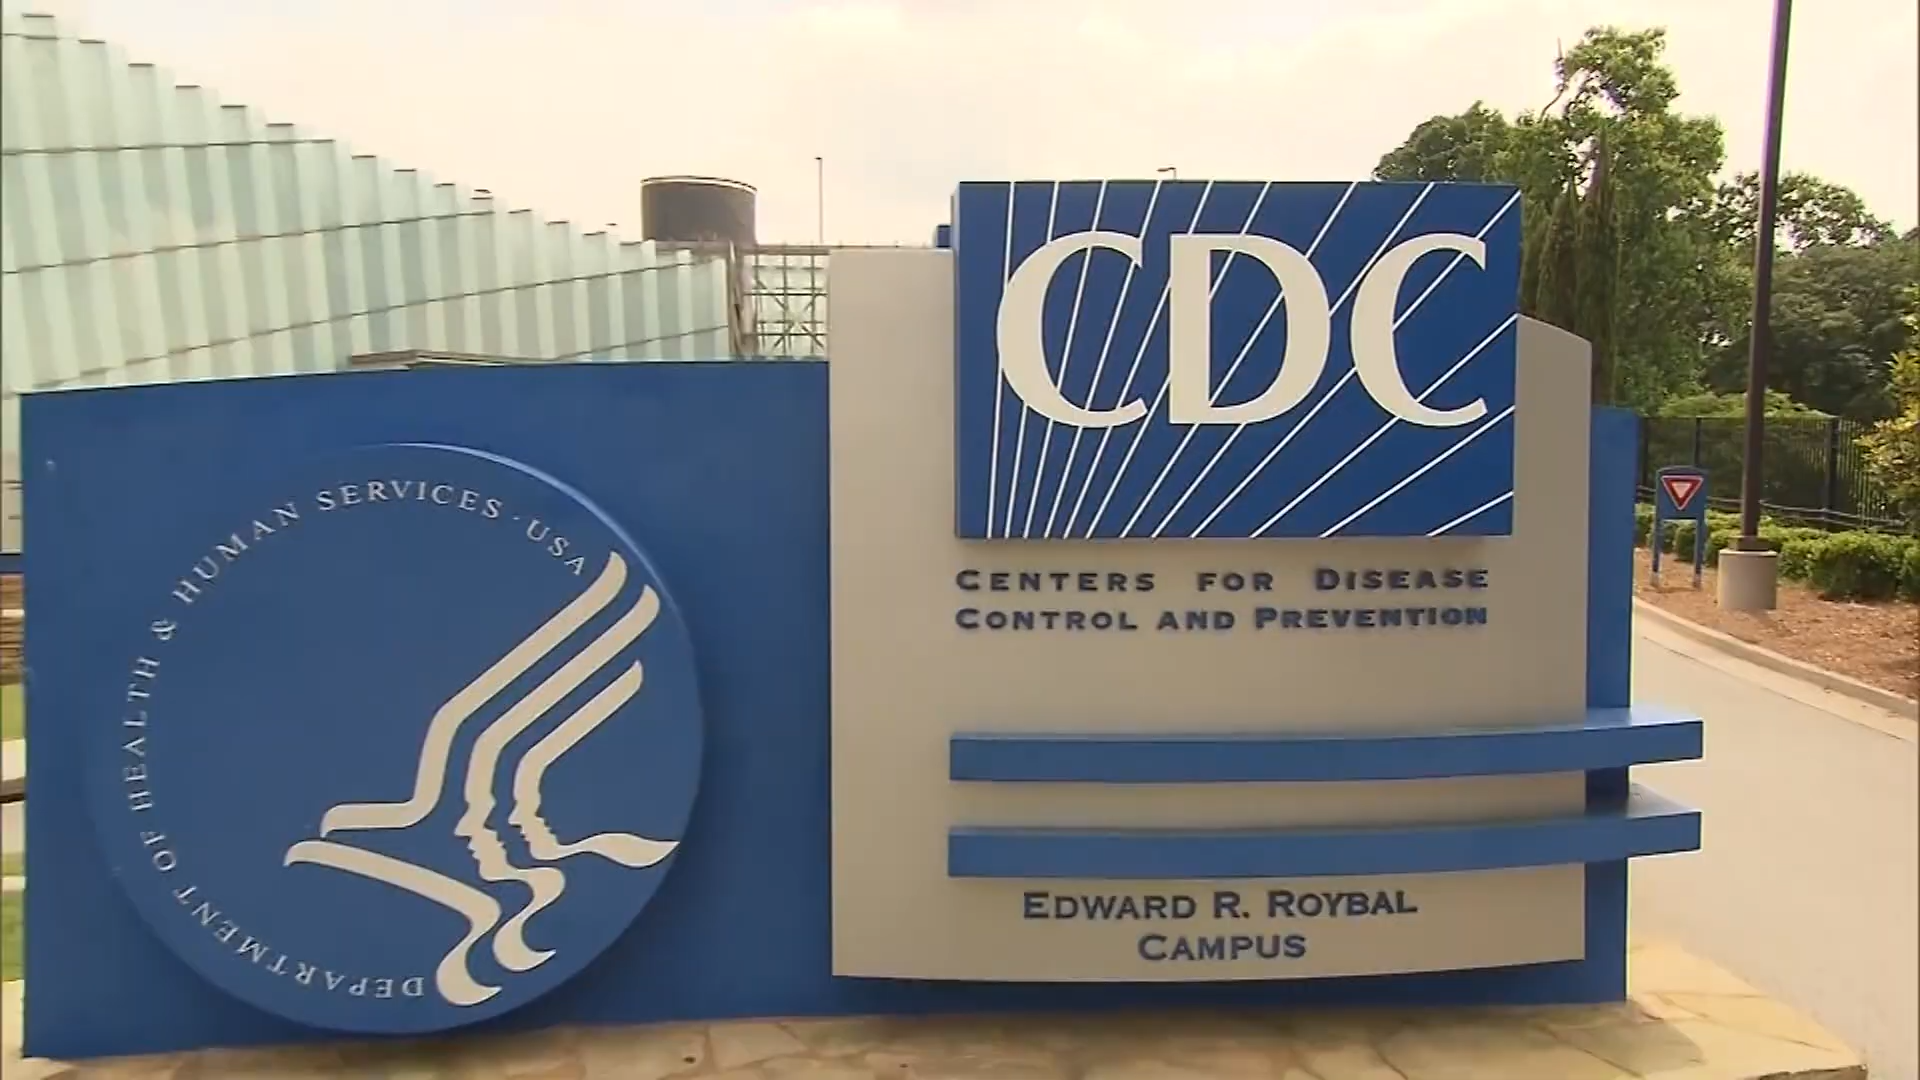 DEPARTMENT OF HEALTH & HUMAN SERVICES · USA
CDC
CENTERS FOR DISEASE
CONTROL AND PREVENTION
EDWARD R. ROYBAL
CAMPUS